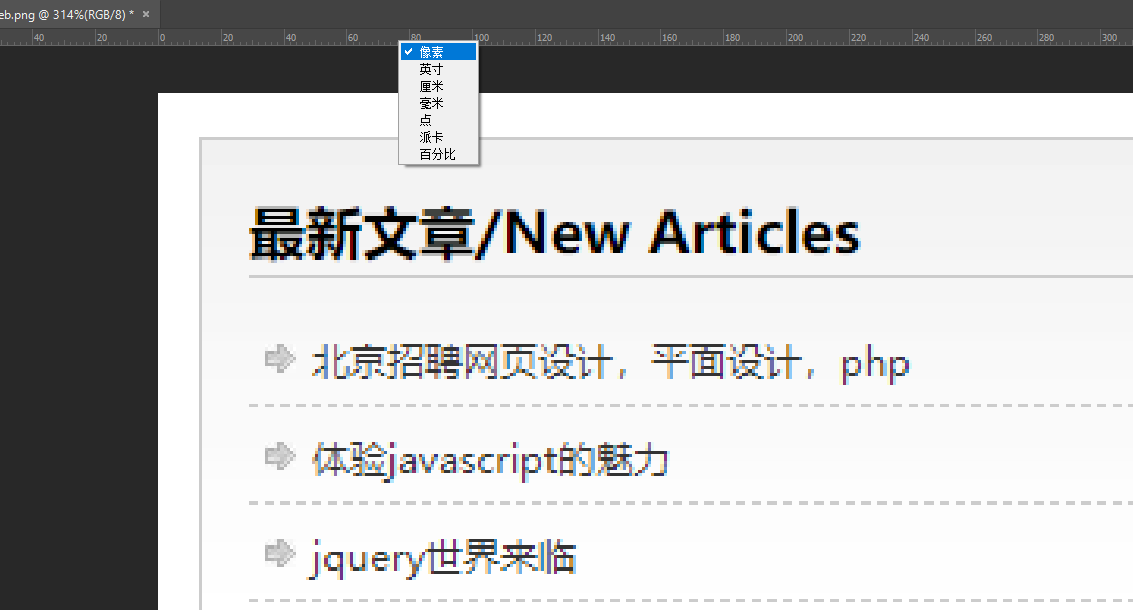 eb.png @ 314%(RGB/8) * ×
40 20 0 20 40 60 80 100 120 140 160 180 200 220 240 260 280 300
像素
英寸
厘米
毫米
点
派卡
百分比
最新文章/New Articles
北京招聘网页设计，平面设计，php
体验javascript的魅力
jquery世界来临